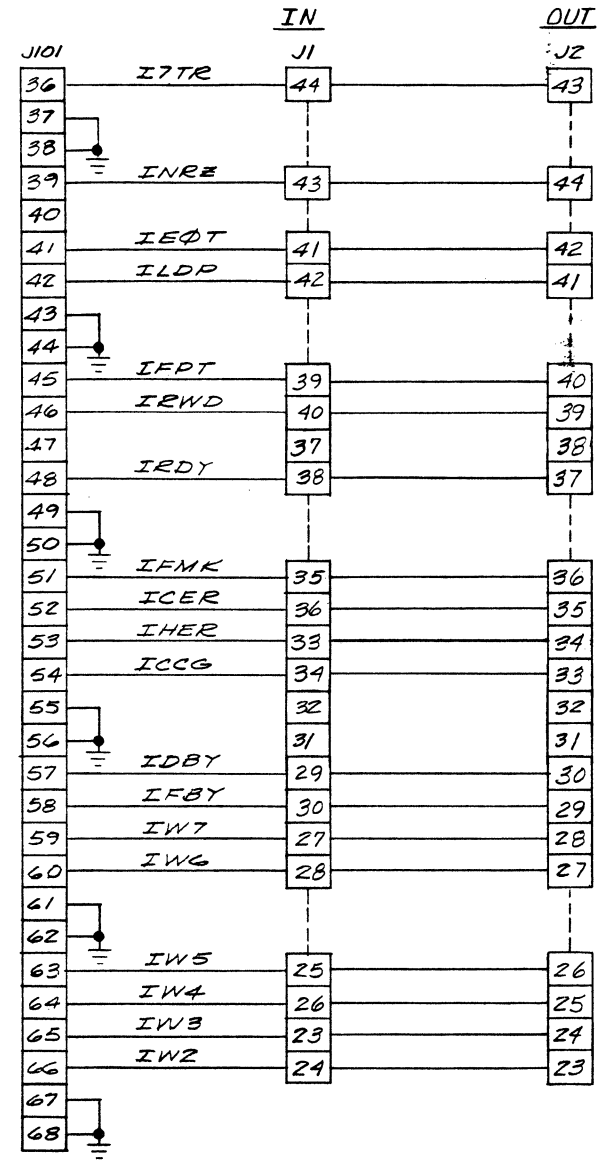 IN OUT
J101 J1 J2
36 I7TR 44 43
37
38
39 INRZ 43 44
40
41 IEØT 41 42
42 ILDP 42 41
43
44
45 IFPT 39 40
46 IRWD 40 39
47 37 38
48 IRDY 38 37
49
50
51 IFMK 35 36
52 ICER 36 35
53 IHER 33 34
54 ICCG 34 33
55 32 32
56 31 31
57 IDBY 29 30
58 IFBY 30 29
59 IW7 27 28
60 IW6 28 27
61
62
63 IW5 25 26
64 IW4 26 25
65 IW3 23 24
66 IW2 24 23
67
68